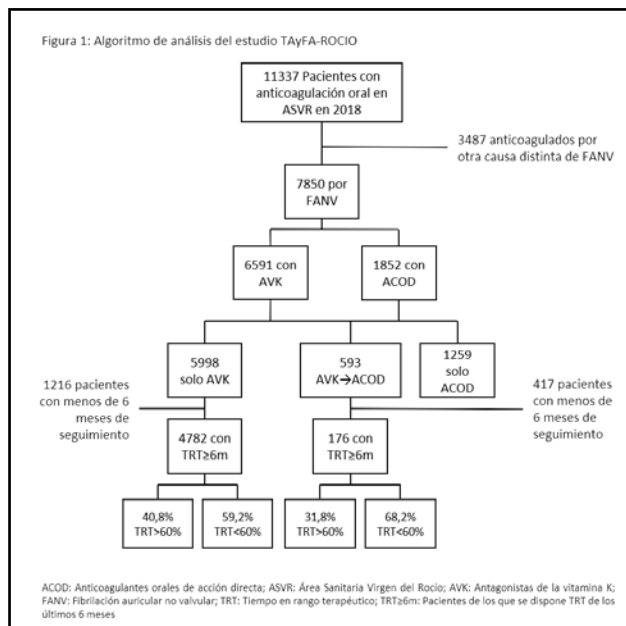 Figura 1: Algoritmo de análisis del estudio TAyFA-ROCIO
11337 Pacientes con
anticoagulación oral en
ASVR en 2018
3487 anticoagulados por
otra causa distinta de FANV
7850 por
FANV
6591 con
AVK
1852 con
ACOD
5998
solo AVK
593
AVK→ACOD
1259
solo
ACOD
1216 pacientes
con menos de 6
meses de
seguimiento
417 pacientes
con menos de
6 meses de
seguimiento
4782 con
TRT≥6m
176 con
TRT≥6m
40,8%
TRT>60%
59,2%
TRT<60%
31,8%
TRT>60%
68,2%
TRT<60%
ACOD: Anticoagulantes orales de acción directa; ASVR: Área Sanitaria Virgen del Rocío; AVK: Antagonistas de la vitamina K;
FANV: Fibrilación auricular no valvular; TRT: Tiempo en rango terapéutico; TRT≥6m: Pacientes de los que se dispone TRT de los
últimos 6 meses